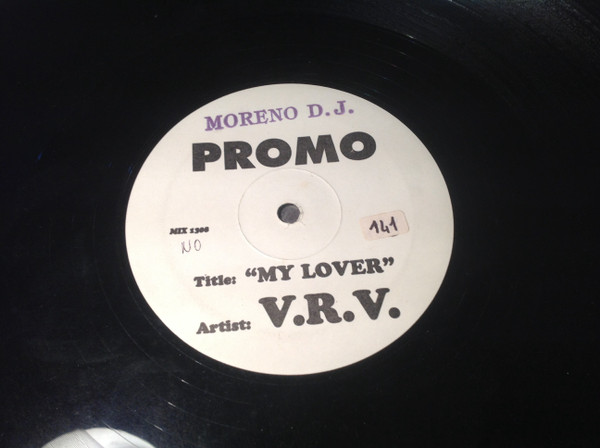 MORENO D.J.
PROMO
MIX 1300
NO
141
Title: “MY LOVER”
Artist: V.R.V.